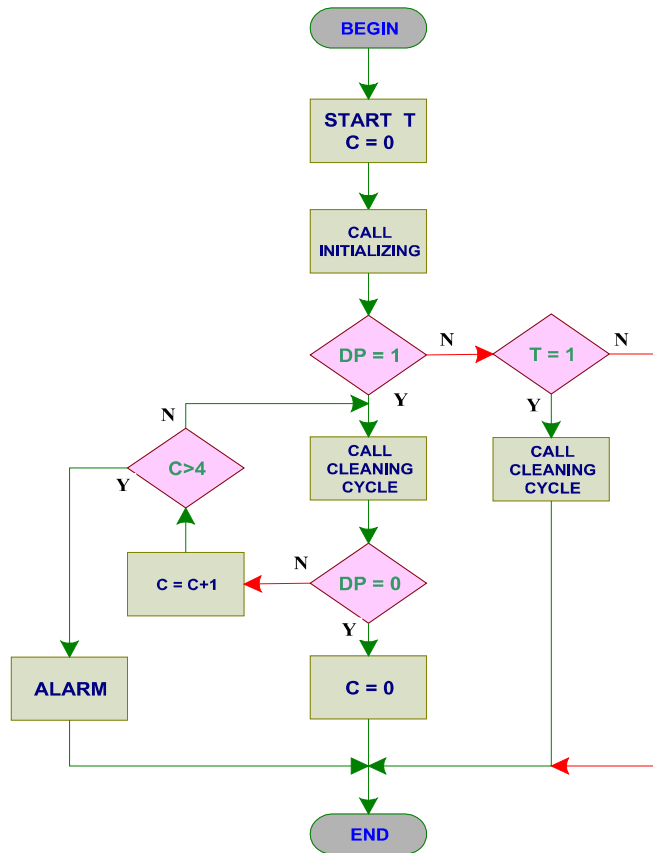 BEGIN
START T
C = 0
CALL
INITIALIZING
DP = 1
N
T = 1
N
Y
Y
N
C>4
Y
CALL
CLEANING
CYCLE
CALL
CLEANING
CYCLE
C = C+1
N
DP = 0
Y
ALARM
C = 0
END